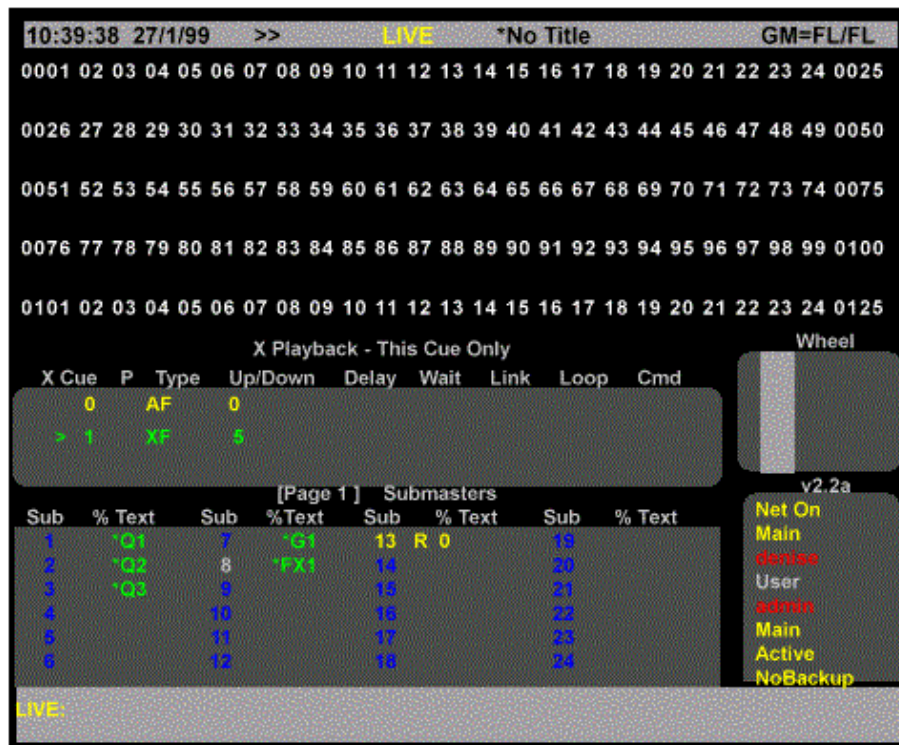 10:39:38 27/1/99 >> LIVE *No Title GM=FL/FL
0001 02 03 04 05 06 07 08 09 10 11 12 13 14 15 16 17 18 19 20 21 22 23 24 0025
0026 27 28 29 30 31 32 33 34 35 36 37 38 39 40 41 42 43 44 45 46 47 48 49 0050
0051 52 53 54 55 56 57 58 59 60 61 62 63 64 65 66 67 68 69 70 71 72 73 74 0075
0076 77 78 79 80 81 82 83 84 85 86 87 88 89 90 91 92 93 94 95 96 97 98 99 0100
0101 02 03 04 05 06 07 08 09 10 11 12 13 14 15 16 17 18 19 20 21 22 23 24 0125
X Playback - This Cue Only
X Cue P Type Up/Down Delay Wait Link Loop Cmd
0 AF 0
> 1 XF 5
Wheel
[Page 1 ] Submasters
Sub % Text Sub %Text Sub % Text Sub % Text
1 *Q1 7 *G1 13 R 0 19
2 *Q2 8 *FX1 14 20
3 *Q3 9 15 21
4 10 16 22
5 11 17 23
6 12 18 24
v2.2a
Net On
Main
denise
User
admin
Main
Active
NoBackup
LIVE: